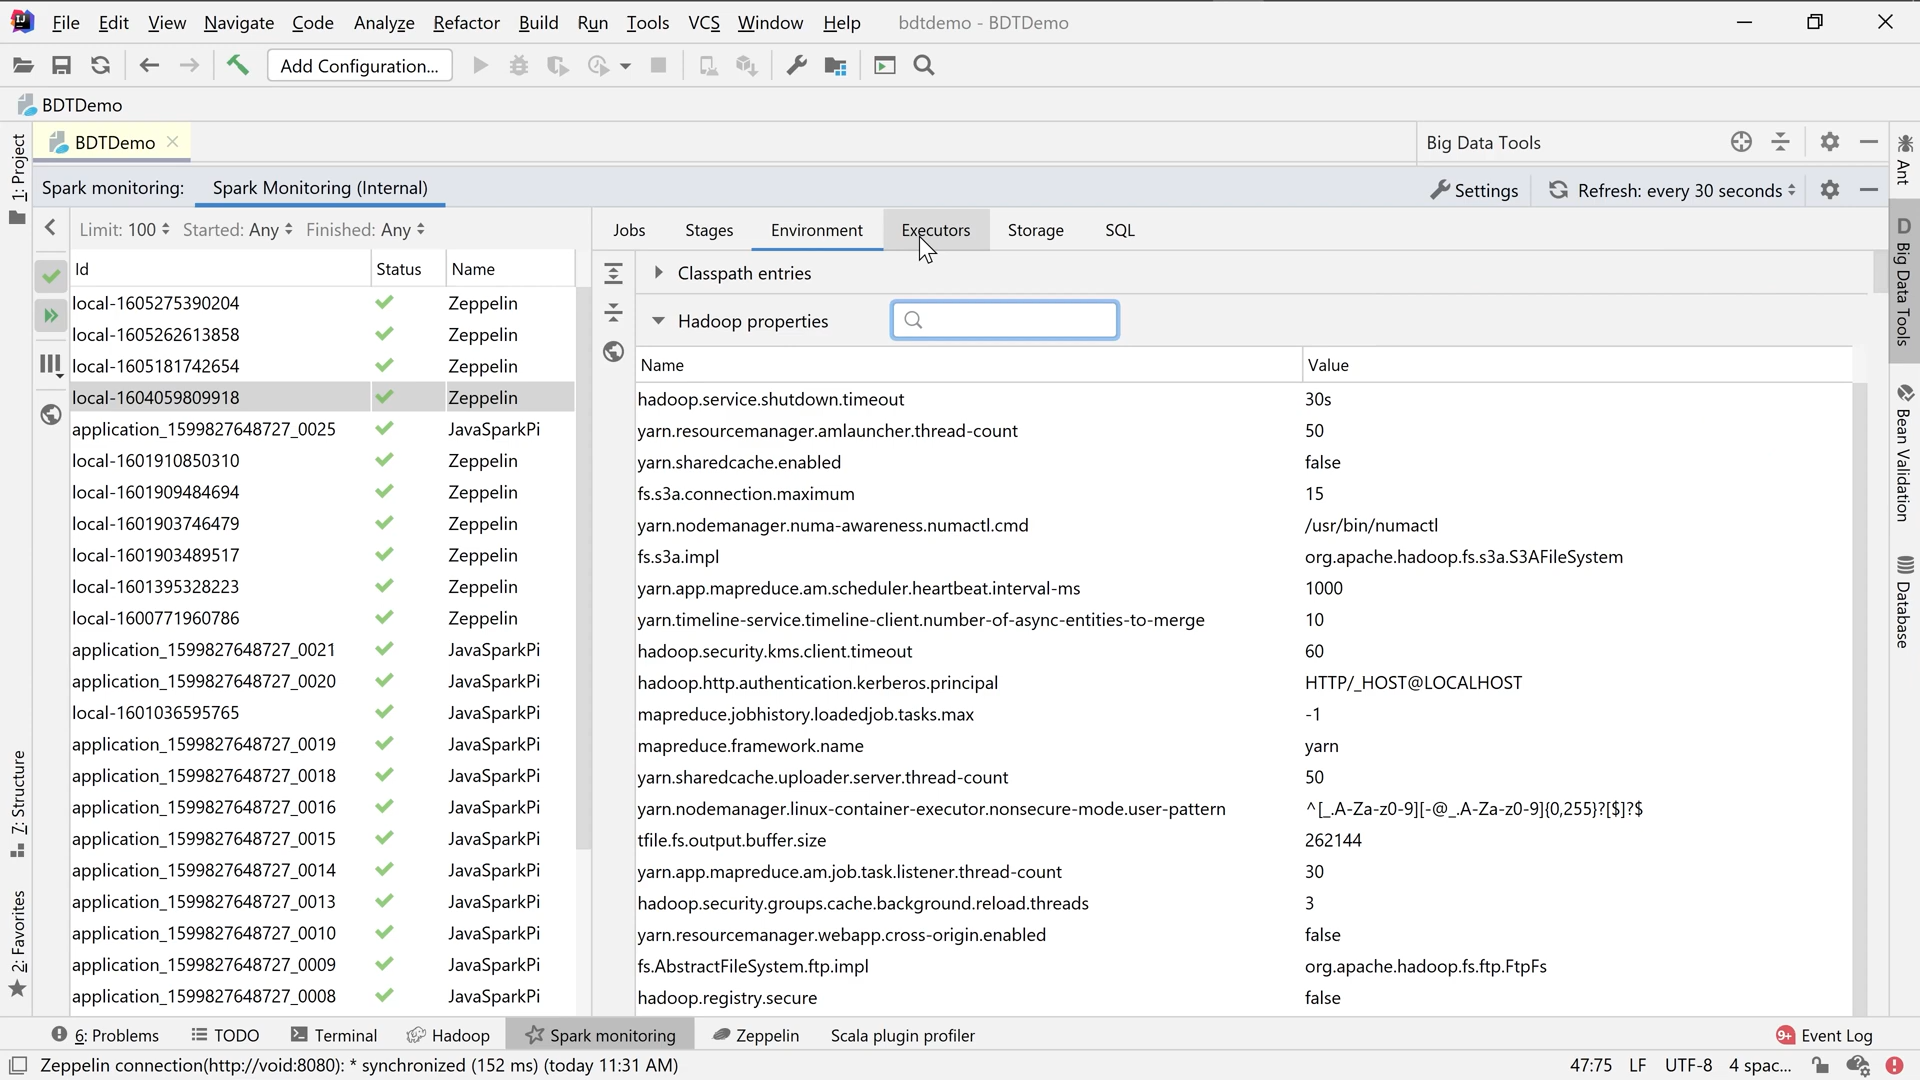 File Edit View Navigate Code Analyze Refactor Build Run Tools VCS Window Help bdtdemo - BDTDemo
Add Configuration...
BDTDemo
BDTDemo
Big Data Tools
Spark monitoring: Spark Monitoring (Internal)
Settings
Refresh: every 30 seconds
Limit: 100 Started: Any Finished: Any
Jobs Stages Environment Executors Storage SQL
Id Status Name
local-1605275390204 Zeppelin
local-1605262613858 Zeppelin
local-1605181742654 Zeppelin
local-1604059809918 Zeppelin
application_1599827648727_0025 JavaSparkPi
local-1601910850310 Zeppelin
local-1601909484694 Zeppelin
local-1601903746479 Zeppelin
local-1601903489517 Zeppelin
local-1601395328223 Zeppelin
local-1600771960786 Zeppelin
application_1599827648727_0021 JavaSparkPi
application_1599827648727_0020 JavaSparkPi
local-1601036595765 JavaSparkPi
application_1599827648727_0019 JavaSparkPi
application_1599827648727_0018 JavaSparkPi
application_1599827648727_0016 JavaSparkPi
application_1599827648727_0015 JavaSparkPi
application_1599827648727_0014 JavaSparkPi
application_1599827648727_0013 JavaSparkPi
application_1599827648727_0010 JavaSparkPi
application_1599827648727_0009 JavaSparkPi
application_1599827648727_0008 JavaSparkPi
Classpath entries
Hadoop properties
Name Value
hadoop.service.shutdown.timeout 30s
yarn.resourcemanager.amlauncher.thread-count 50
yarn.sharedcache.enabled false
fs.s3a.connection.maximum 15
yarn.nodemanager.numa-awareness.numactl.cmd /usr/bin/numactl
fs.s3a.impl org.apache.hadoop.fs.s3a.S3AFileSystem
yarn.app.mapreduce.am.scheduler.heartbeat.interval-ms 1000
yarn.timeline-service.timeline-client.number-of-async-entities-to-merge 10
hadoop.security.kms.client.timeout 60
hadoop.http.authentication.kerberos.principal HTTP/_HOST@LOCALHOST
mapreduce.jobhistory.loadedjob.tasks.max -1
mapreduce.framework.name yarn
yarn.sharedcache.uploader.server.thread-count 50
yarn.nodemanager.linux-container-executor.nonsecure-mode.user-pattern ^[_.A-Za-z0-9][-@_.A-Za-z0-9]{0,255}?[$]?$
tfile.fs.output.buffer.size 262144
yarn.app.mapreduce.am.job.task.listener.thread-count 30
hadoop.security.groups.cache.background.reload.threads 3
yarn.resourcemanager.webapp.cross-origin.enabled false
fs.AbstractFileSystem.ftp.impl org.apache.hadoop.fs.ftp.FtpFs
hadoop.registry.secure false
1: Project
7: Structure
2: Favorites
Ant
D Big Data Tools
Bean Validation
Database
6: Problems TODO Terminal Hadoop Spark monitoring Zeppelin Scala plugin profiler
9+ Event Log
Zeppelin connection(http://void:8080): * synchronized (152 ms) (today 11:31 AM)
47:75 LF UTF-8 4 spac...